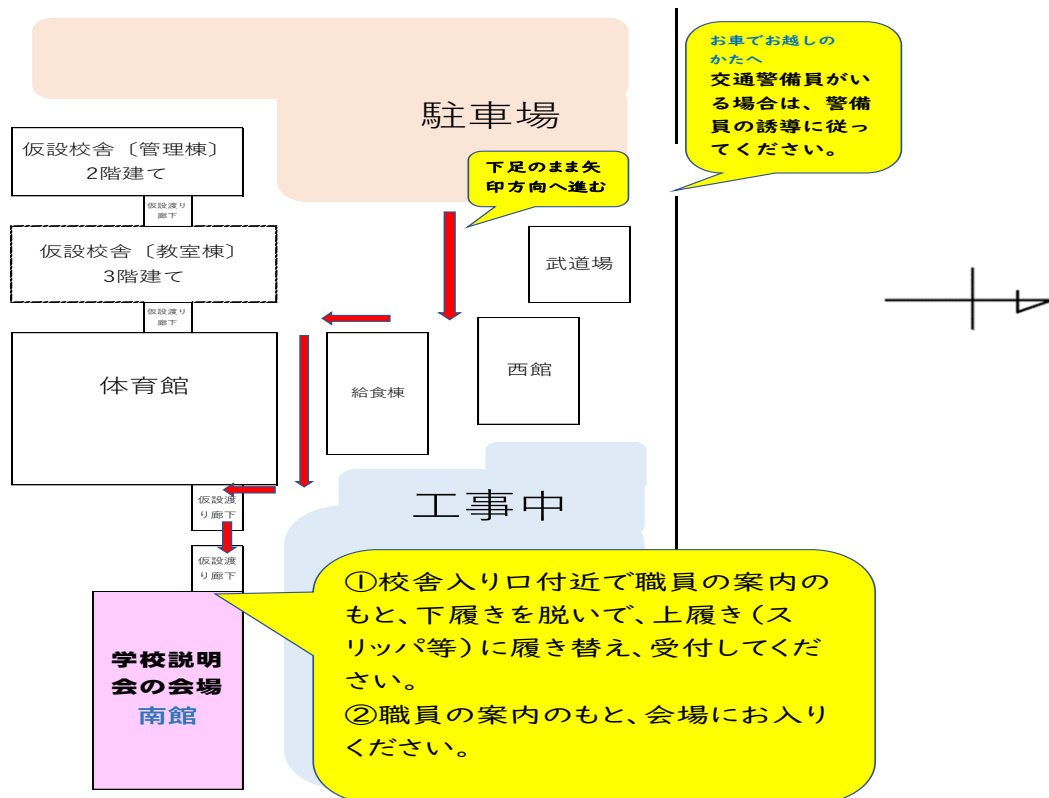 お車でお越しの
かたへ
交通警備員がい
る場合は、警備
員の誘導に従っ
てください。
駐車場
仮設校舎〔管理棟〕
2階建て
下足のまま矢
印方向へ進む
仮設渡り
廊下
仮設校舎〔教室棟〕
3階建て
武道場
仮設渡り
廊下
体育館
給食棟
西館
仮設渡
り廊下
工事中
仮設渡
り廊下
①校舎入り口付近で職員の案内の
もと、下履きを脱いで、上履き(ス
リッパ等)に履き替え、受付してくだ
さい。
②職員の案内のもと、会場にお入り
ください。
学校説明
会の会場
南館